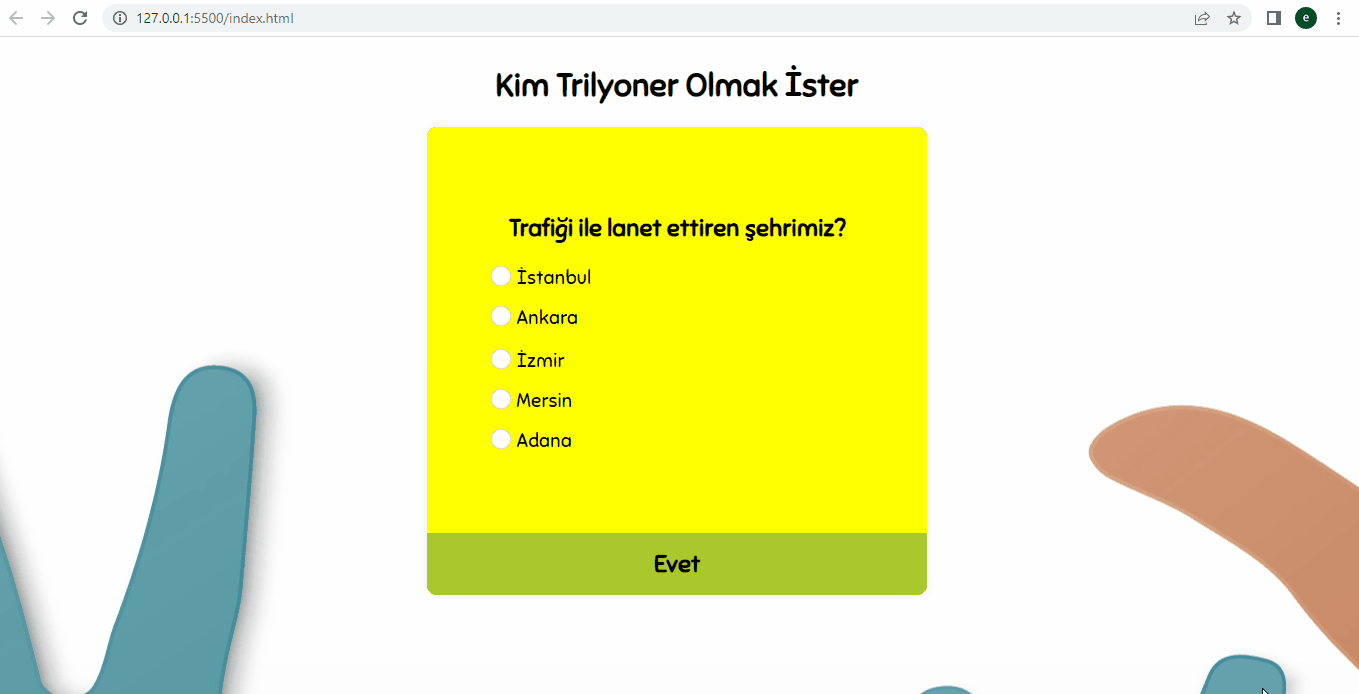 127.0.0.1:5500/index.html
e
Kim Trilyoner Olmak İster
Trafiği ile lanet ettiren şehrimiz?
İstanbul
Ankara
İzmir
Mersin
Adana
Evet